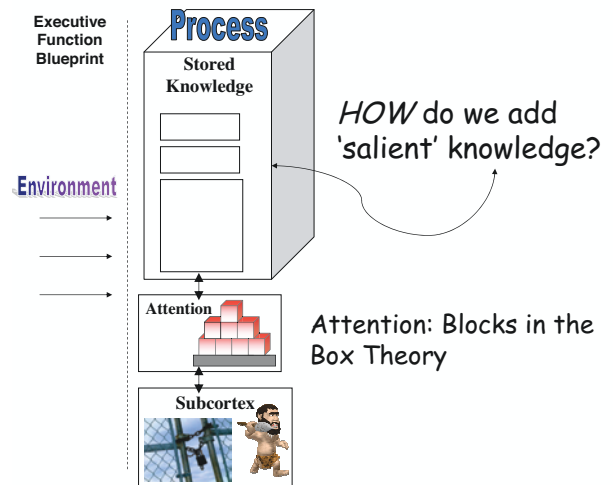 Executive
Function
Blueprint
Process
Stored
Knowledge
HOW do we add
‘salient’ knowledge?
Environment
Attention
Attention: Blocks in the
Box Theory
Subcortex